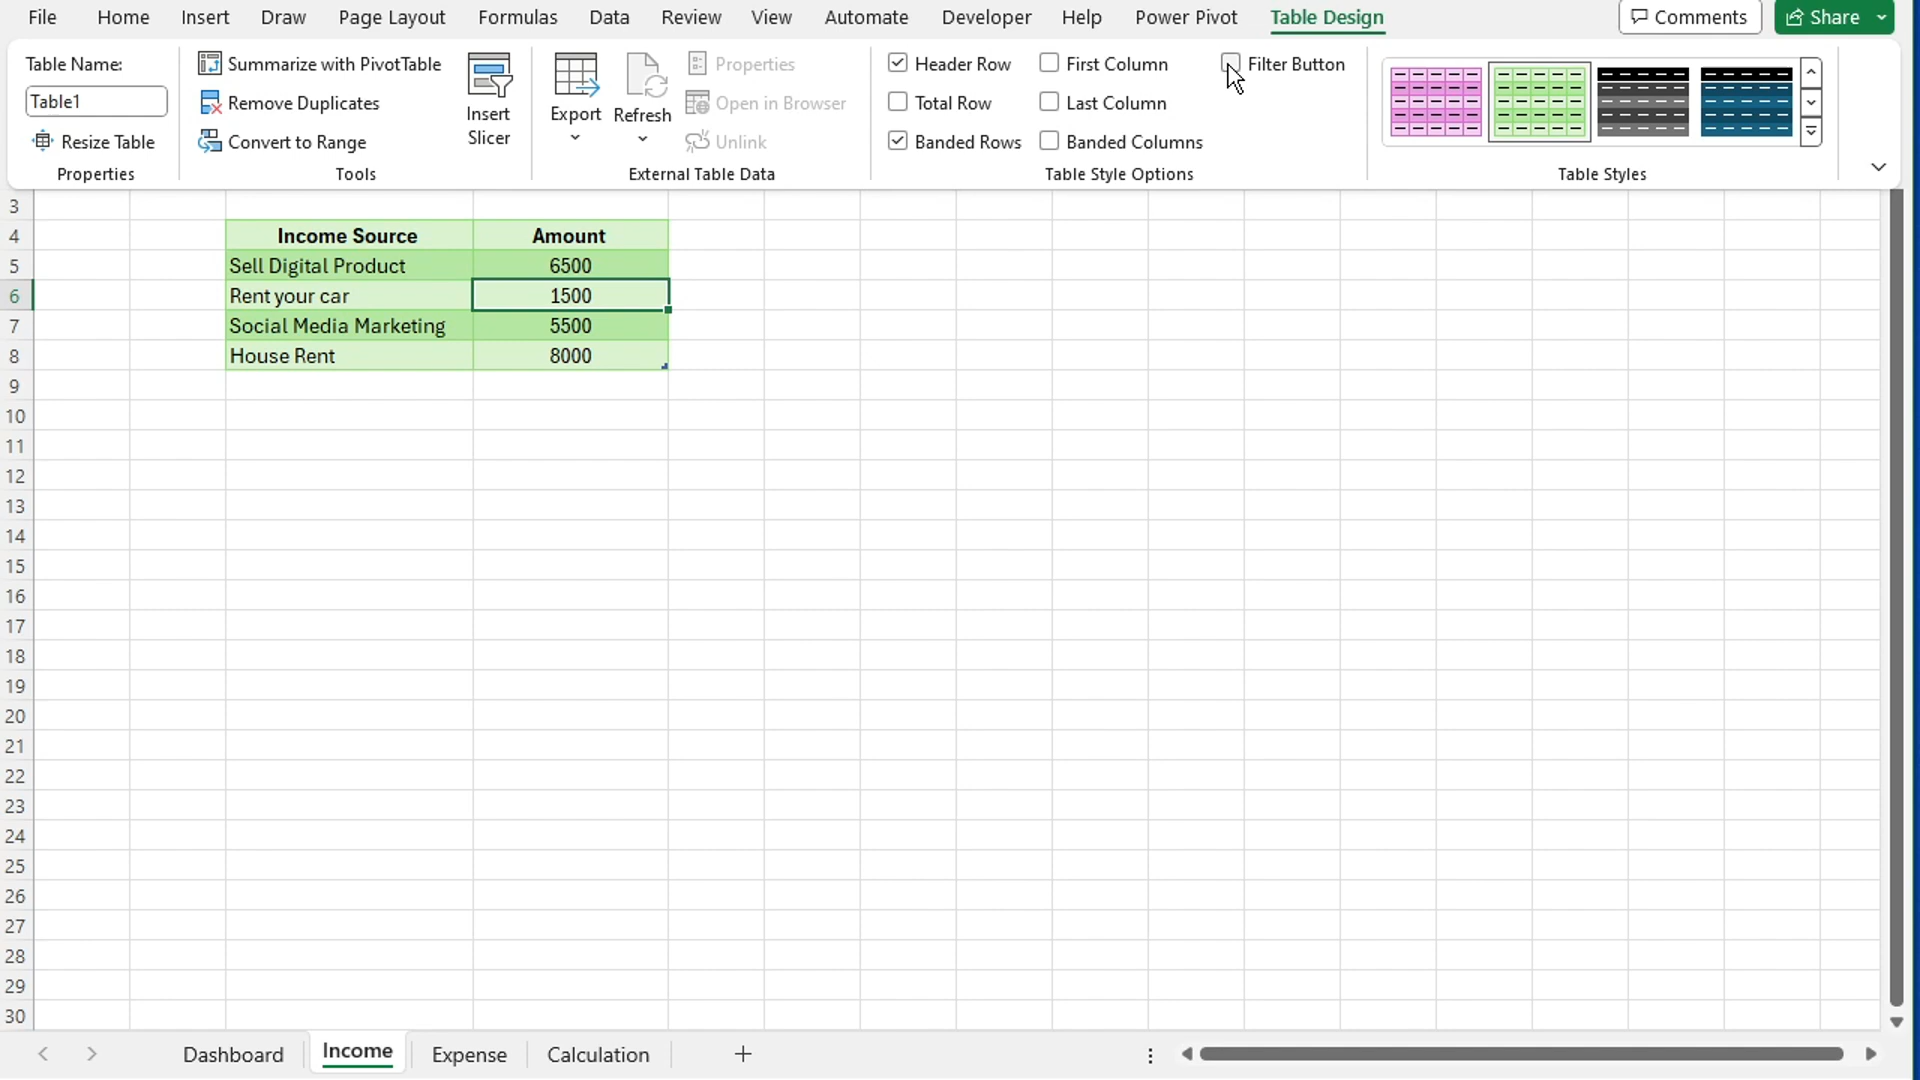 File Home Insert Draw Page Layout Formulas Data Review View Automate Developer Help Power Pivot Table Design Comments Share
Table Name:
Table1
Resize Table
Properties
Summarize with PivotTable
Remove Duplicates
Convert to Range
Tools
Insert
Slicer
Export
Refresh
Properties
Open in Browser
Unlink
External Table Data
Header Row
Total Row
Banded Rows
First Column
Last Column
Banded Columns
Filter Button
Table Style Options
Table Styles
3
4 Income Source Amount
5 Sell Digital Product 6500
6 Rent your car 1500
7 Social Media Marketing 5500
8 House Rent 8000
9
10
11
12
13
14
15
16
17
18
19
20
21
22
23
24
25
26
27
28
29
30
Dashboard Income Expense Calculation